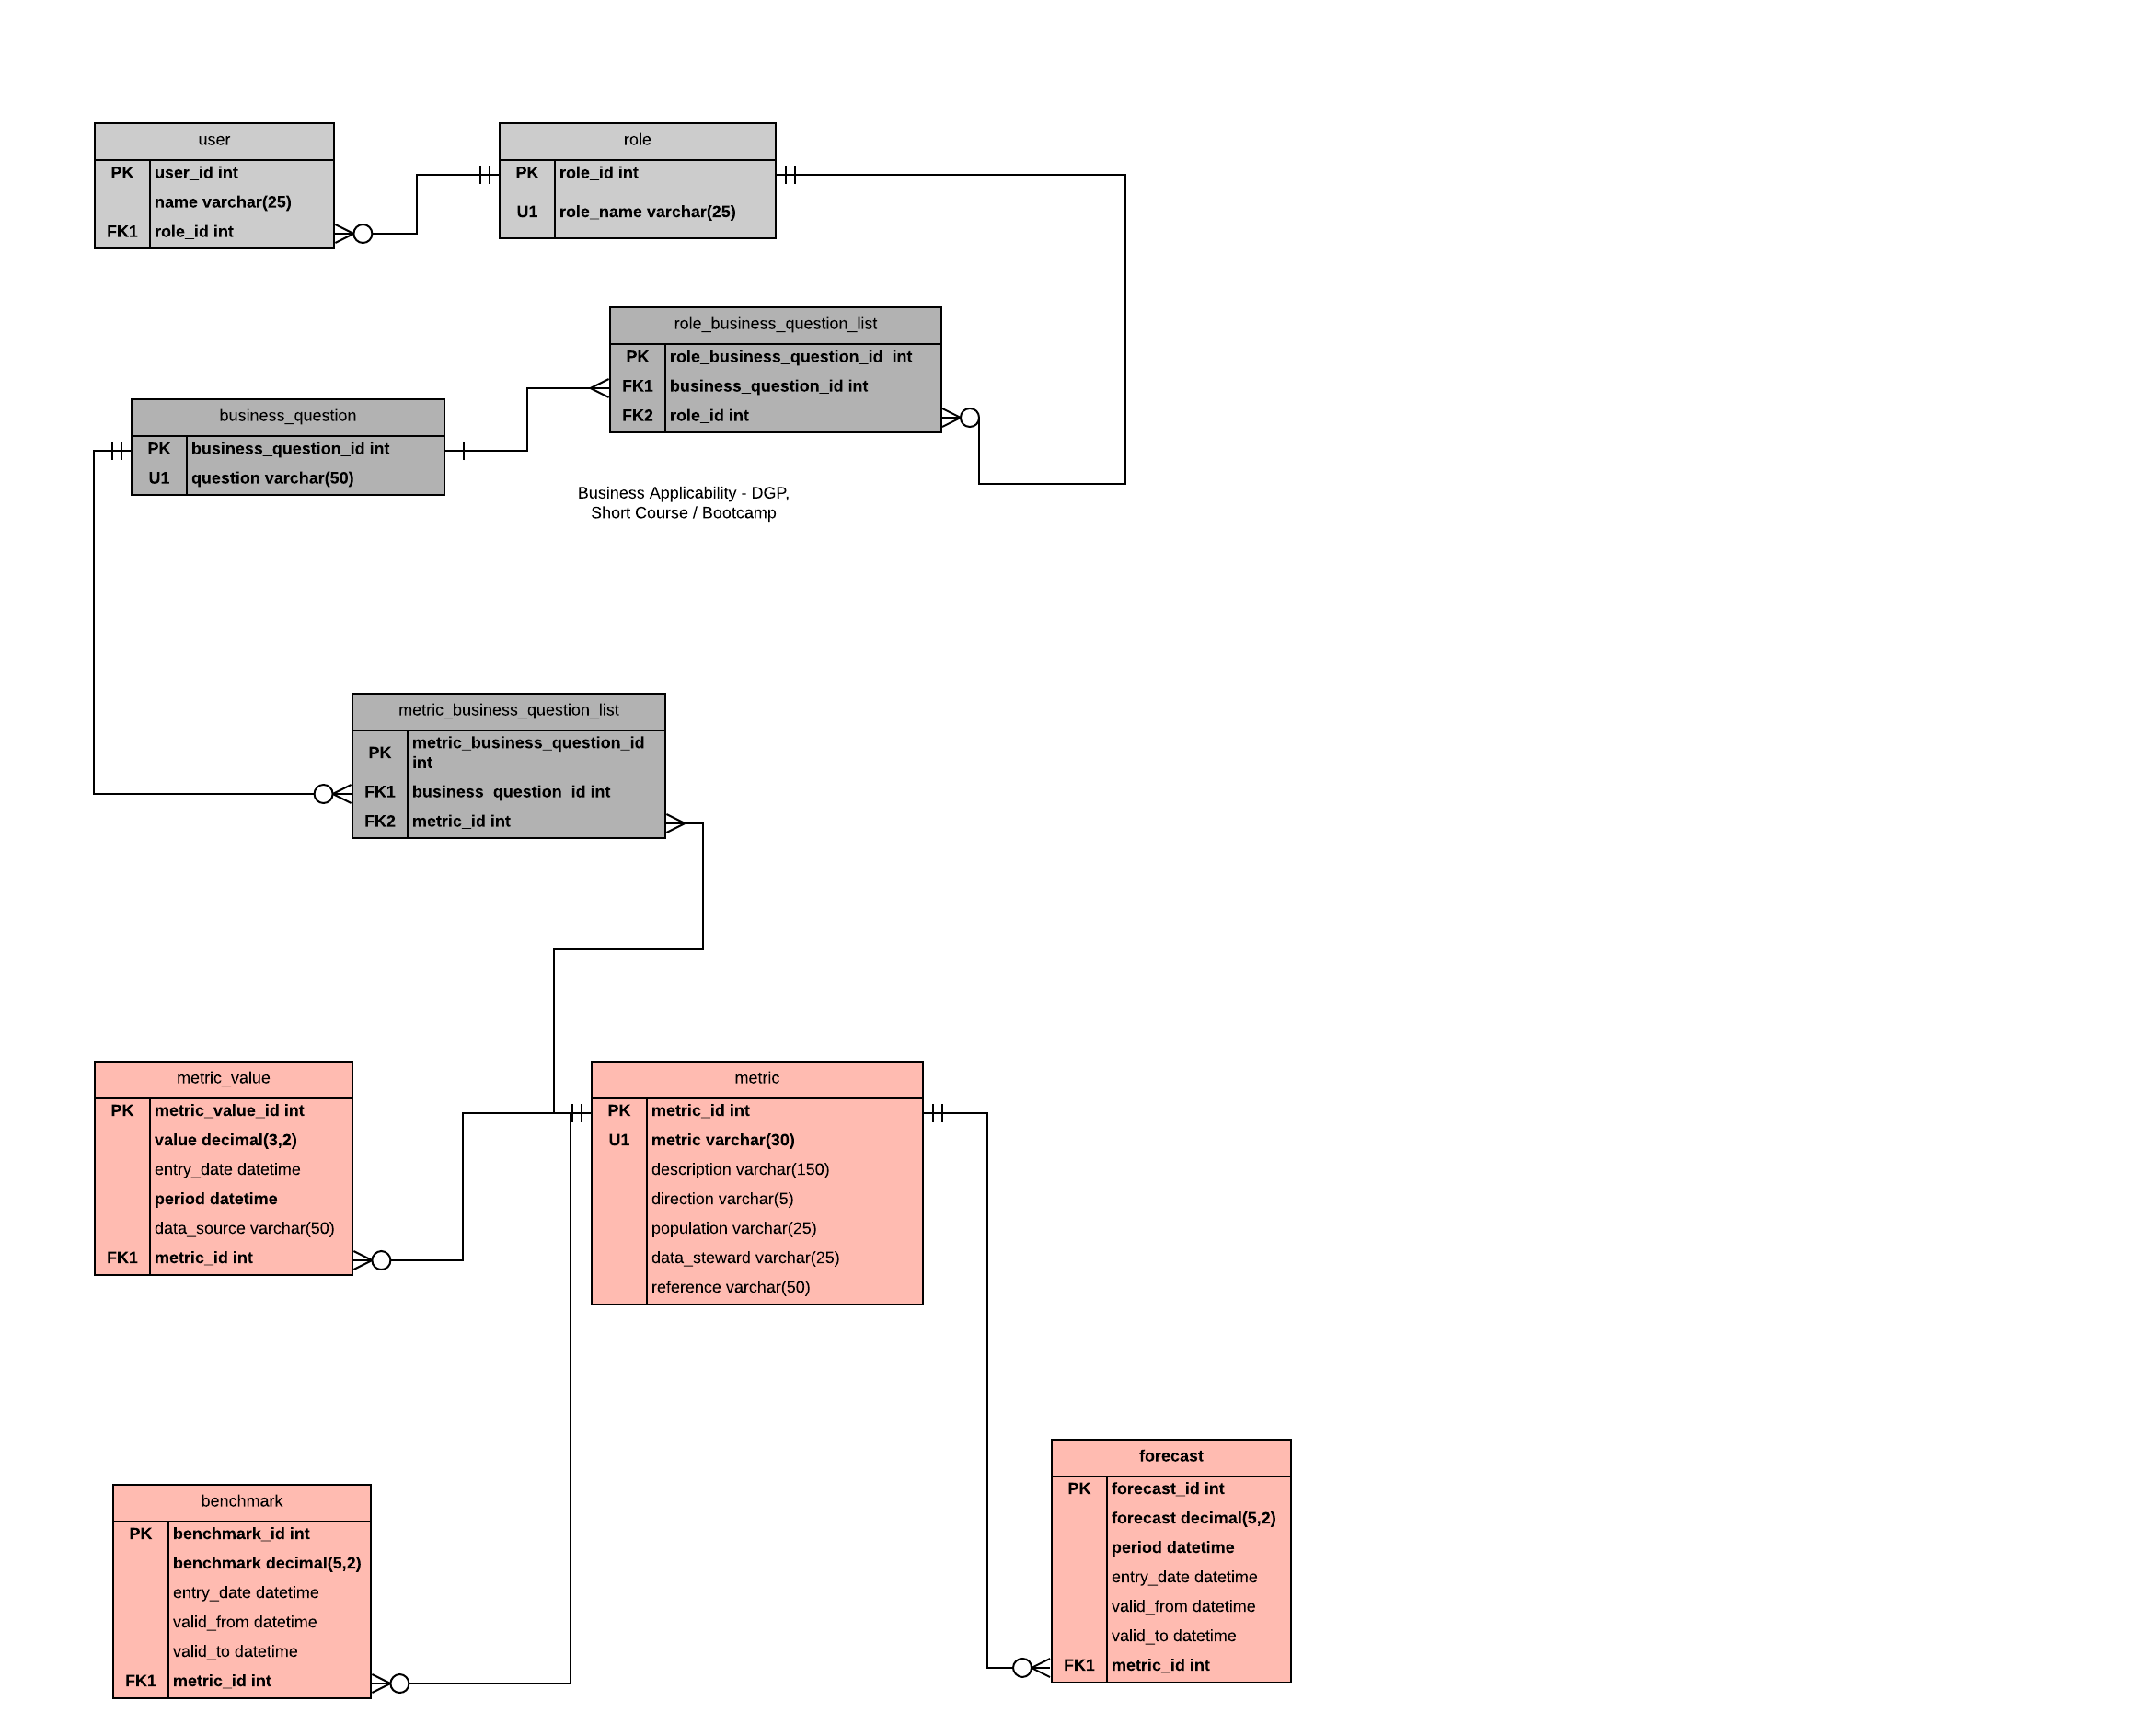 user
PK user_id int
name varchar(25)
FK1 role_id int
role
PK role_id int
U1 role_name varchar(25)
role_business_question_list
PK role_business_question_id  int
FK1 business_question_id int
FK2 role_id int
business_question
PK business_question_id int
U1 question varchar(50)
Business Applicability - DGP,
Short Course / Bootcamp
metric_business_question_list
PK metric_business_question_id
int
FK1 business_question_id int
FK2 metric_id int
metric_value
PK metric_value_id int
value decimal(3,2)
entry_date datetime
period datetime
data_source varchar(50)
FK1 metric_id int
metric
PK metric_id int
U1 metric varchar(30)
description varchar(150)
direction varchar(5)
population varchar(25)
data_steward varchar(25)
reference varchar(50)
forecast
PK forecast_id int
forecast decimal(5,2)
period datetime
entry_date datetime
valid_from datetime
valid_to datetime
FK1 metric_id int
benchmark
PK benchmark_id int
benchmark decimal(5,2)
entry_date datetime
valid_from datetime
valid_to datetime
FK1 metric_id int